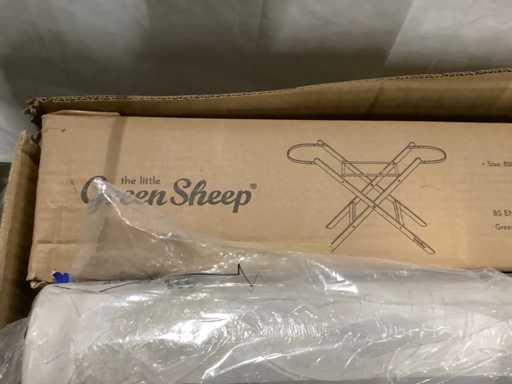 the little
Green Sheep®
• Size: 
BS EN
Green